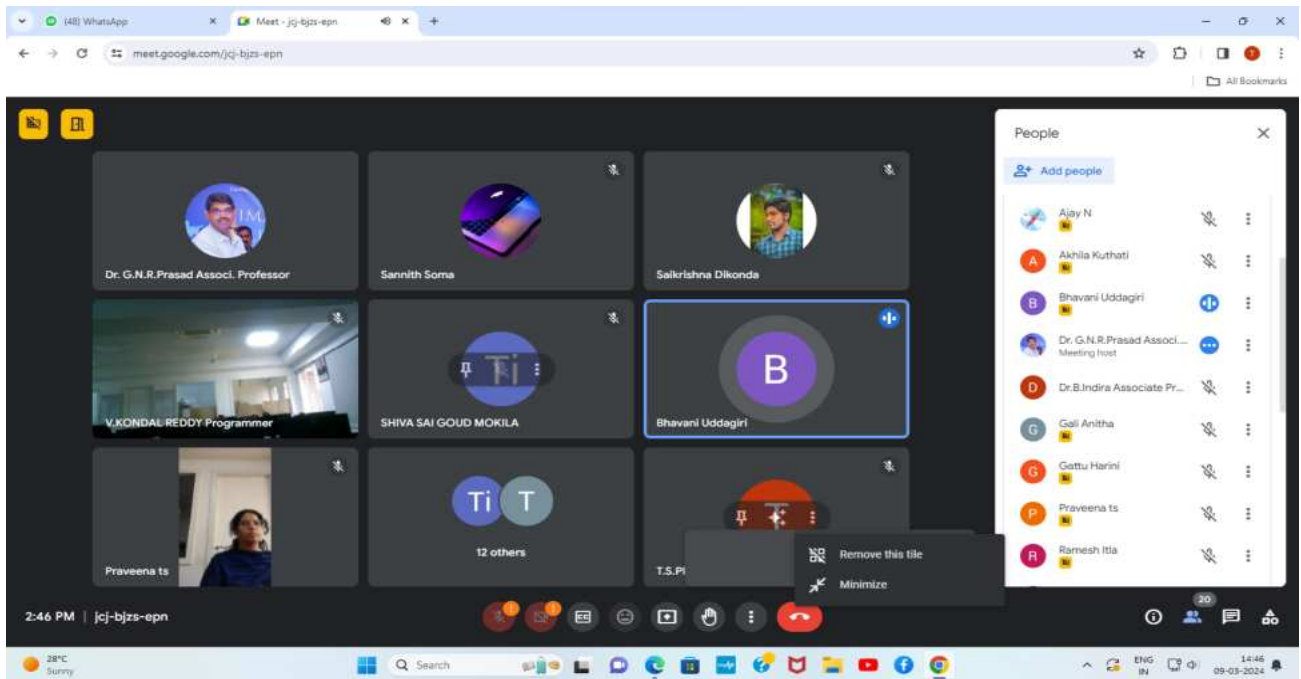 (48) WhatsApp
Meet - jcj-bjzs-epn
meet.google.com/jcj-bjzs-epn
All Bookmarks
Dr. G.N.R.Prasad Associ. Professor
Sannith Soma
Saikrishna Dikonda
V.KONDAL REDDY Programmer
Ti
SHIVA SAI GOUD MOKILA
B
Bhavani Uddagiri
Praveena ts
Ti T
12 others
T.S.
Remove this tile
Minimize
People
Add people
Ajay N
A Akhila Kuthati
B Bhavani Uddagiri
Dr. G.N.R.Prasad Associ....
Meeting host
D Dr.B.Indira Associate Pr...
G Gali Anitha
G Gattu Harini
P Praveena ts
R Ramesh Itla
2:46 PM | jcj-bjzs-epn
CC
20
28°C
Sunny
Search
ENG
IN
14:46
09-03-2024